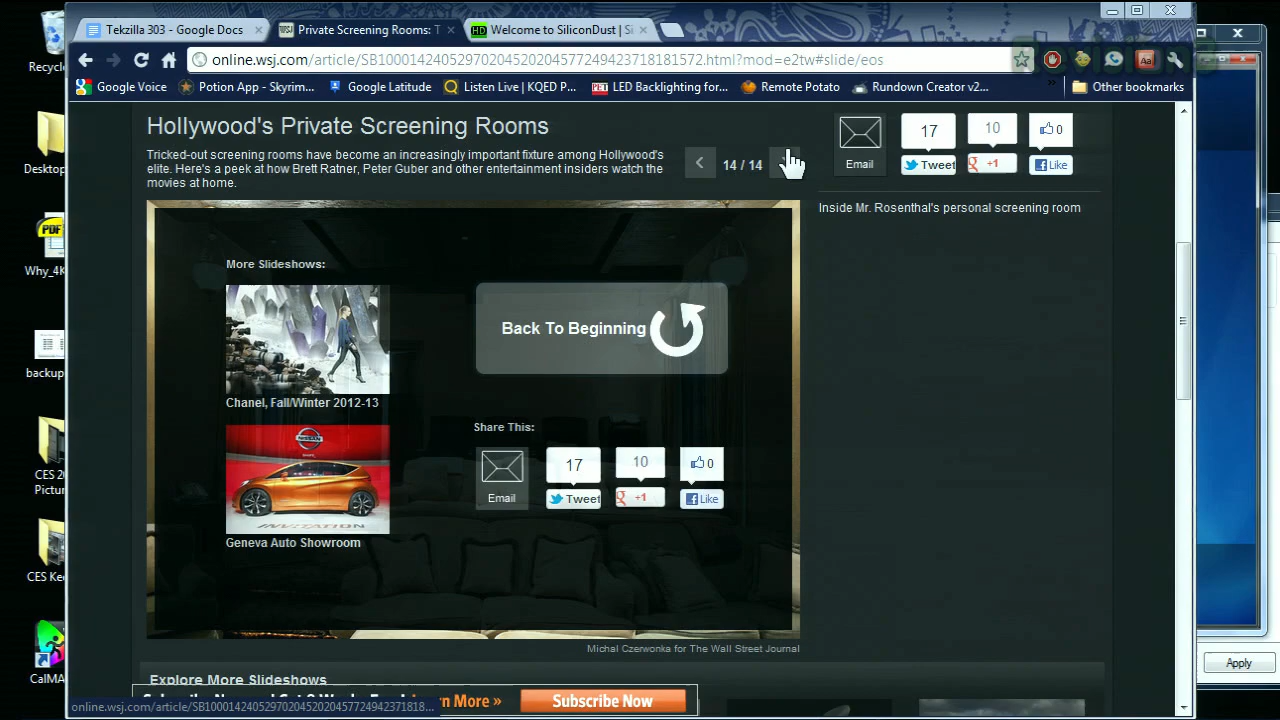 Tekzilla 303 - Google Docs
Private Screening Rooms: T
Welcome to SiliconDust | Si
online.wsj.com/article/SB10001424052970204520204577249423718181572.html?mod=e2tw#slide/eos
Google Voice
Potion App - Skyrim...
Google Latitude
Listen Live | KQED P...
LED Backlighting for...
Remote Potato
Rundown Creator v2...
Other bookmarks
Recycle
Desktop
PDF
Why_4K
backup
CES 20
Pictur
CES Ke
CalMA
Hollywood's Private Screening Rooms
Tricked-out screening rooms have become an increasingly important fixture among Hollywood's
elite. Here's a peek at how Brett Ratner, Peter Guber and other entertainment insiders watch the
movies at home.
14 / 14
Email
17
Tweet
10
+1
0
Like
Inside Mr. Rosenthal's personal screening room
More Slideshows:
Chanel, Fall/Winter 2012-13
NISSAN
INVITATION
Geneva Auto Showroom
Back To Beginning
Share This:
Email
17
Tweet
10
+1
0
Like
Michal Czerwonka for The Wall Street Journal
Explore More Slideshows
rn More »
Subscribe Now
online.wsj.com/article/SB10001424052970204520204577249423718...
Apply